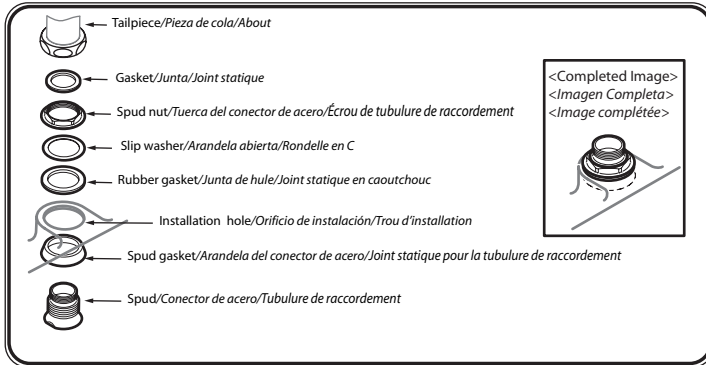 Tailpiece/Pieza de cola/About
Gasket/Junta/Joint statique
Spud nut/Tuerca del conector de acero/Écrou de tubulure de raccordement
Slip washer/Arandela abierta/Rondelle en C
Rubber gasket/Junta de hule/Joint statique en caoutchouc
Installation hole/Orificio de instalación/Trou d'installation
Spud gasket/Arandela del conector de acero/Joint statique pour la tubulure de raccordement
Spud/Conector de acero/Tubulure de raccordement
<Completed Image>
<Imagen Completa>
<Image complétée>